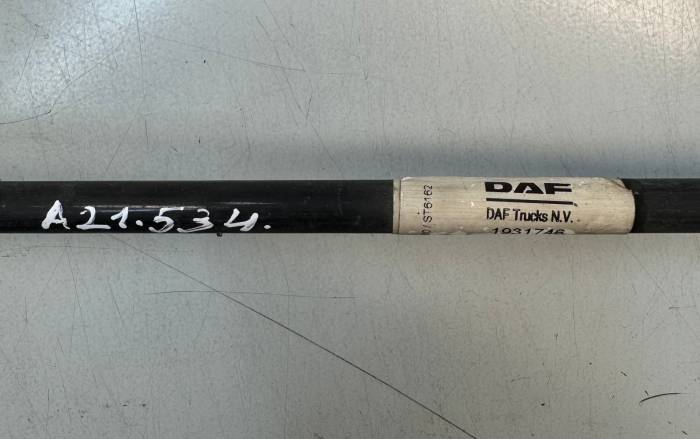 A21.534.
DAF
DAF Trucks N.V.
1931746
/ ST6162